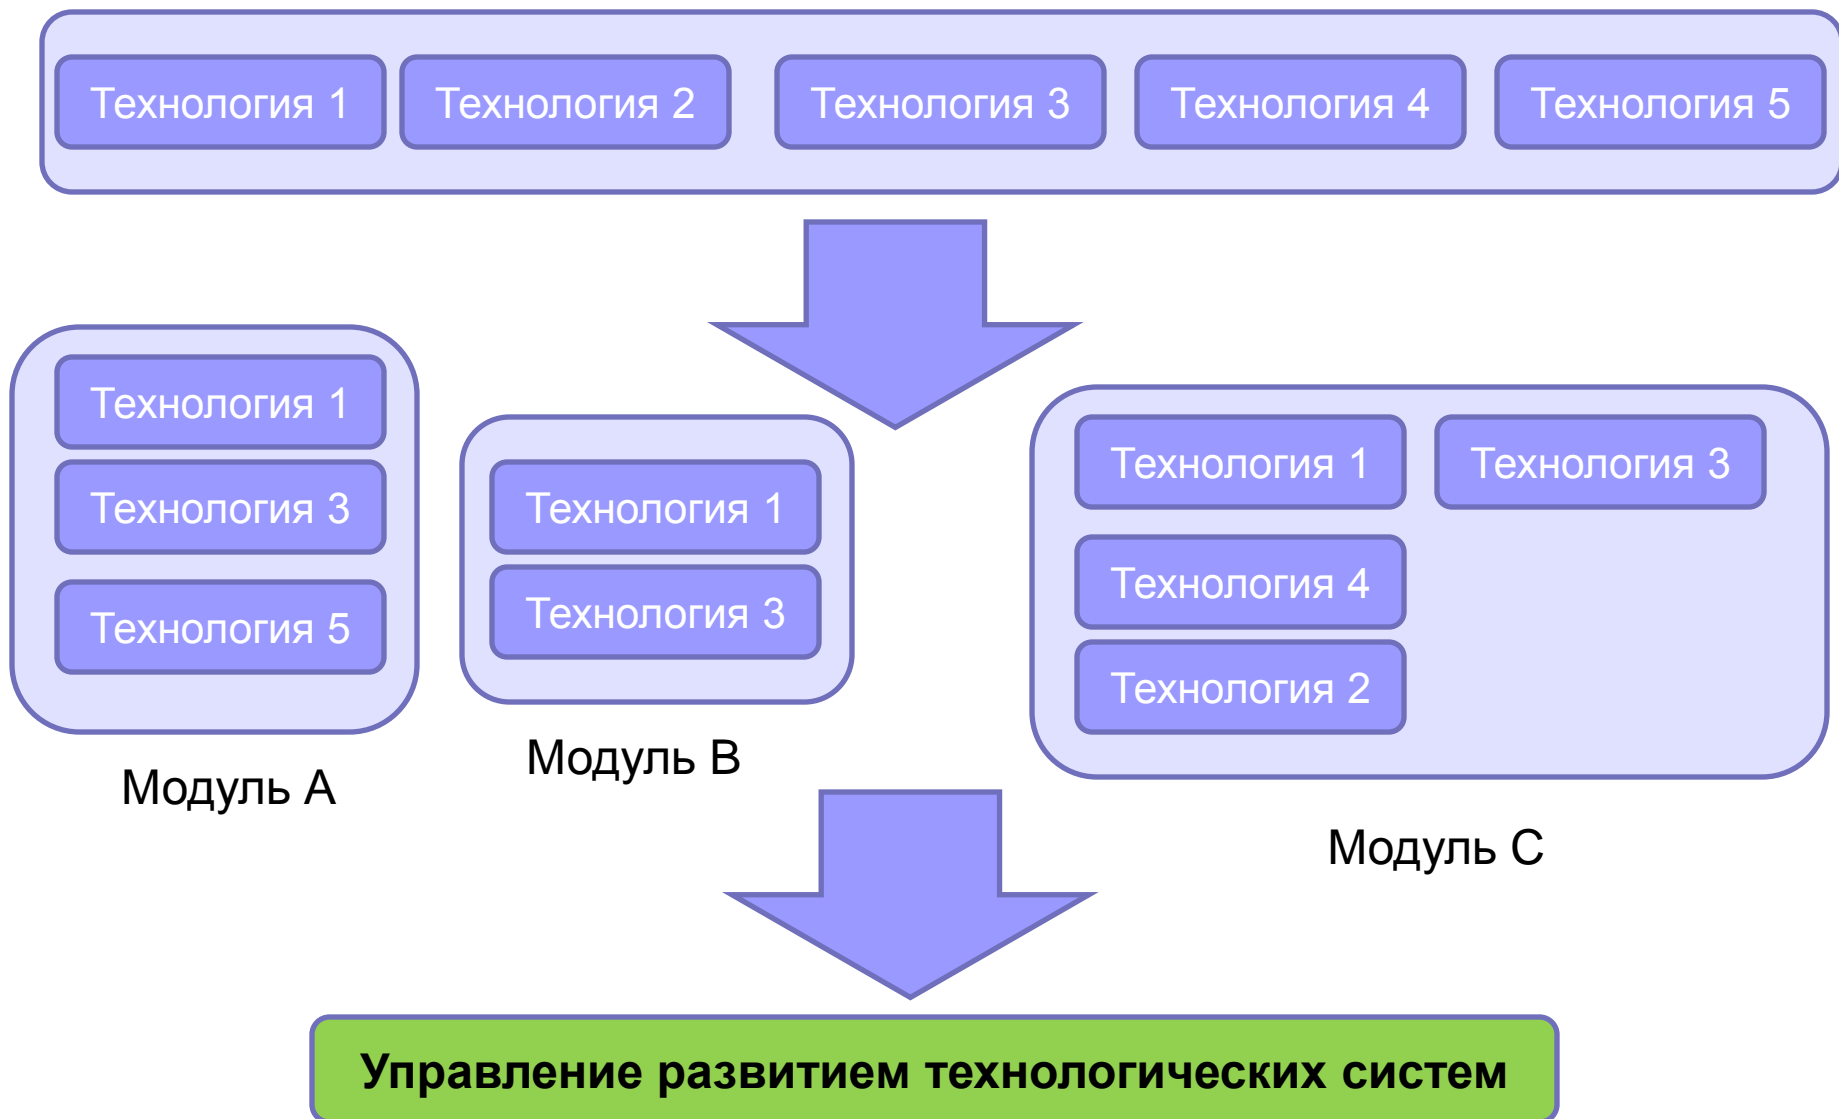 Технология 1
Технология 2
Технология 3
Технология 4
Технология 5
Технология 1
Технология 3
Технология 5
Модуль А
Технология 1
Технология 3
Модуль В
Технология 1
Технология 3
Технология 4
Технология 2
Модуль С
Управление развитием технологических систем